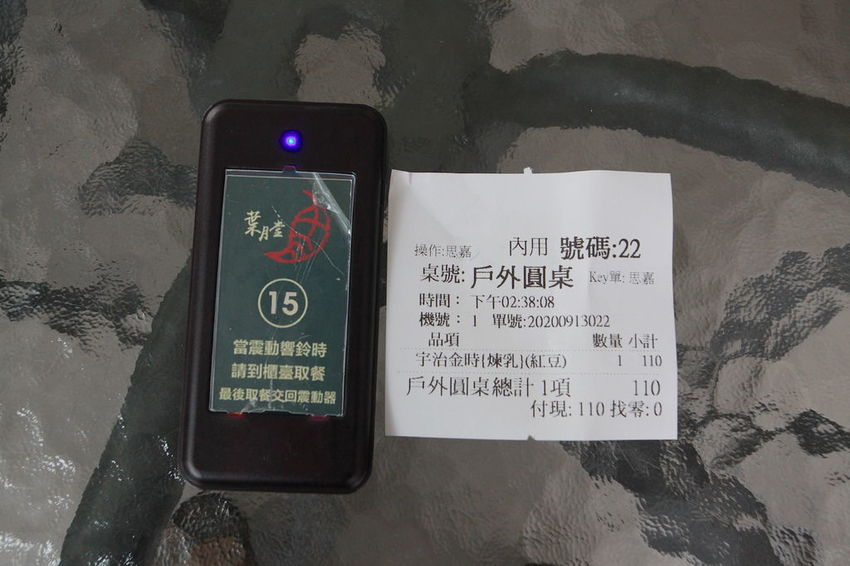 葉月堂
15
當震動響鈴時
請到櫃臺取餐
最後取餐交回震動器
操作:思嘉 內用 號碼:22
桌號:戶外圓桌 Key單:思嘉
時間：下午02:38:08
機號：1 單號:20200913022
品項 數量 小計
宇治金時{煉乳}(紅豆) 1 110
戶外圓桌總計 1項 110
付現: 110 找零: 0